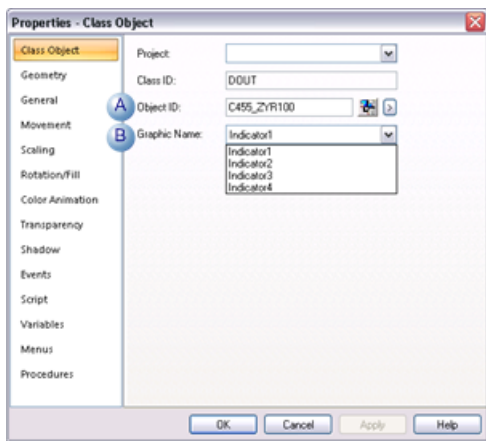 Properties - Class Object
Class Object
Geometry
General
Movement
Scaling
Rotation/Fill
Color Animation
Transparency
Shadow
Events
Script
Variables
Menus
Procedures
Project:
Class ID: DOUT
A Object ID: C455_ZYR100 >
B Graphic Name: Indicator1
Indicator1
Indicator2
Indicator3
Indicator4
OK Cancel Apply Help